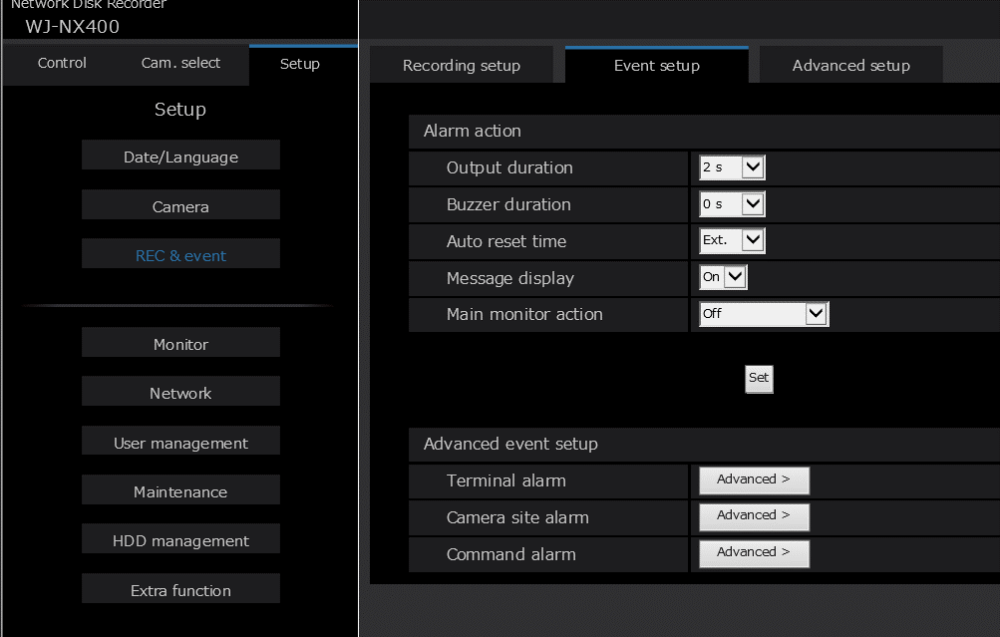 Network Disk Recorder
WJ-NX400
Control Cam. select Setup
Setup
Date/Language
Camera
REC & event
Monitor
Network
User management
Maintenance
HDD management
Extra function
Recording setup Event setup Advanced setup
Alarm action
Output duration 2 s
Buzzer duration 0 s
Auto reset time Ext.
Message display On
Main monitor action Off
Set
Advanced event setup
Terminal alarm Advanced >
Camera site alarm Advanced >
Command alarm Advanced >